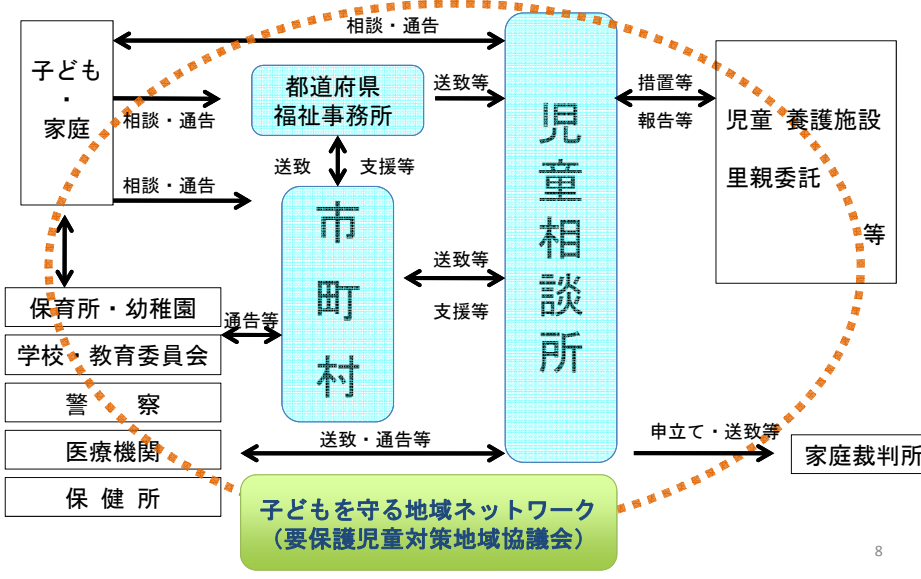 相談・通告
子ども
・
家庭
都道府県
福祉事務所
送致等
相談・通告
送致
支援等
相談・通告
市町村
児童相談所
送致等
支援等
措置等
報告等
児童 養護施設
里親委託
等
保育所・幼稚園
学校・教育委員会
警 察
医療機関
保 健 所
通告等
送致・通告等
申立て・送致等
家庭裁判所
子どもを守る地域ネットワーク
（要保護児童対策地域協議会）
8